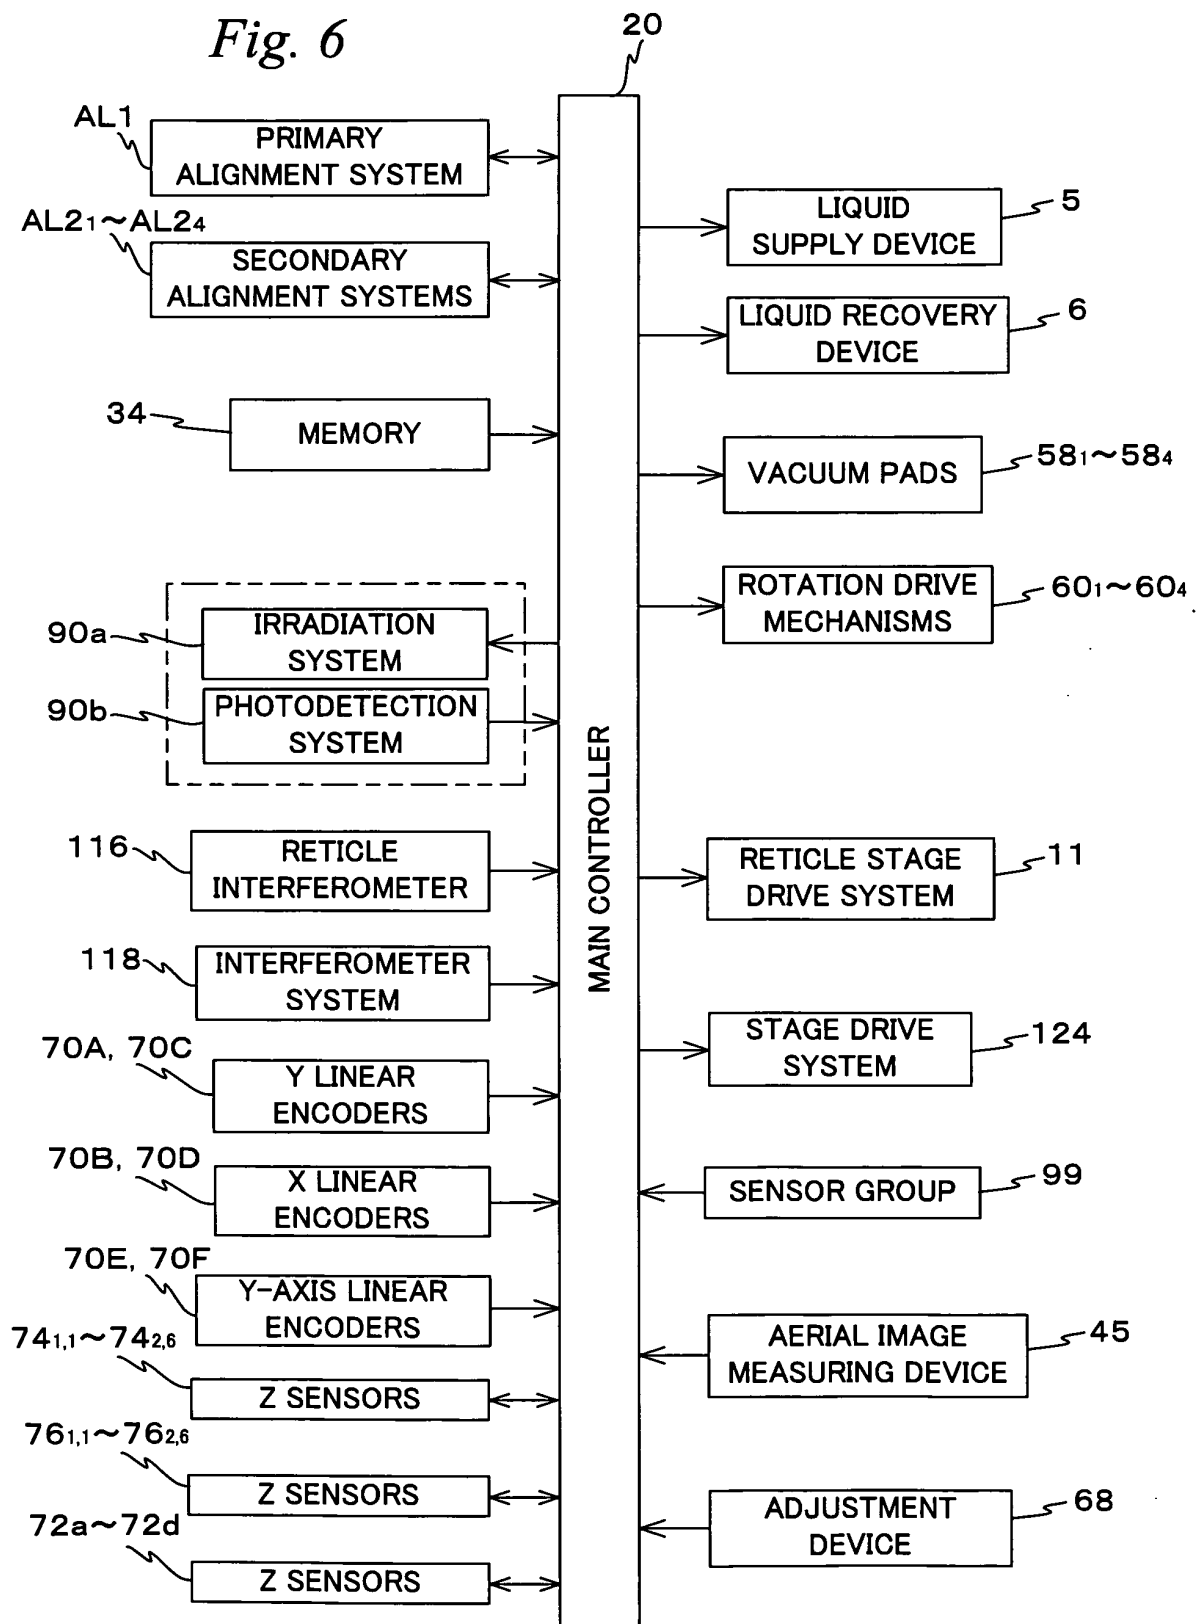 Fig. 6
20
AL1
PRIMARY
ALIGNMENT SYSTEM
AL2₁~AL2₄
SECONDARY
ALIGNMENT SYSTEMS
34
MEMORY
90a
IRRADIATION
SYSTEM
90b
PHOTODETECTION
SYSTEM
116
RETICLE
INTERFEROMETER
118
INTERFEROMETER
SYSTEM
70A, 70C
Y LINEAR
ENCODERS
70B, 70D
X LINEAR
ENCODERS
70E, 70F
Y-AXIS LINEAR
ENCODERS
74₁,₁~74₂,₆
Z SENSORS
76₁,₁~76₂,₆
Z SENSORS
72a~72d
Z SENSORS
MAIN CONTROLLER
LIQUID
SUPPLY DEVICE
5
LIQUID RECOVERY
DEVICE
6
VACUUM PADS
58₁~58₄
ROTATION DRIVE
MECHANISMS
60₁~60₄
RETICLE STAGE
DRIVE SYSTEM
11
STAGE DRIVE
SYSTEM
124
SENSOR GROUP
99
AERIAL IMAGE
MEASURING DEVICE
45
ADJUSTMENT
DEVICE
68